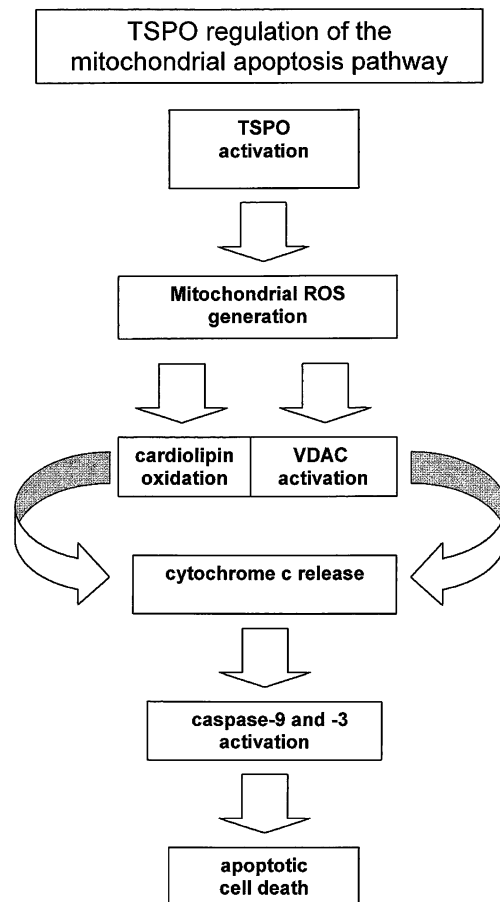 TSPO regulation of the
mitochondrial apoptosis pathway
TSPO
activation
Mitochondrial ROS
generation
cardiolipin
oxidation
VDAC
activation
cytochrome c release
caspase-9 and -3
activation
apoptotic
cell death